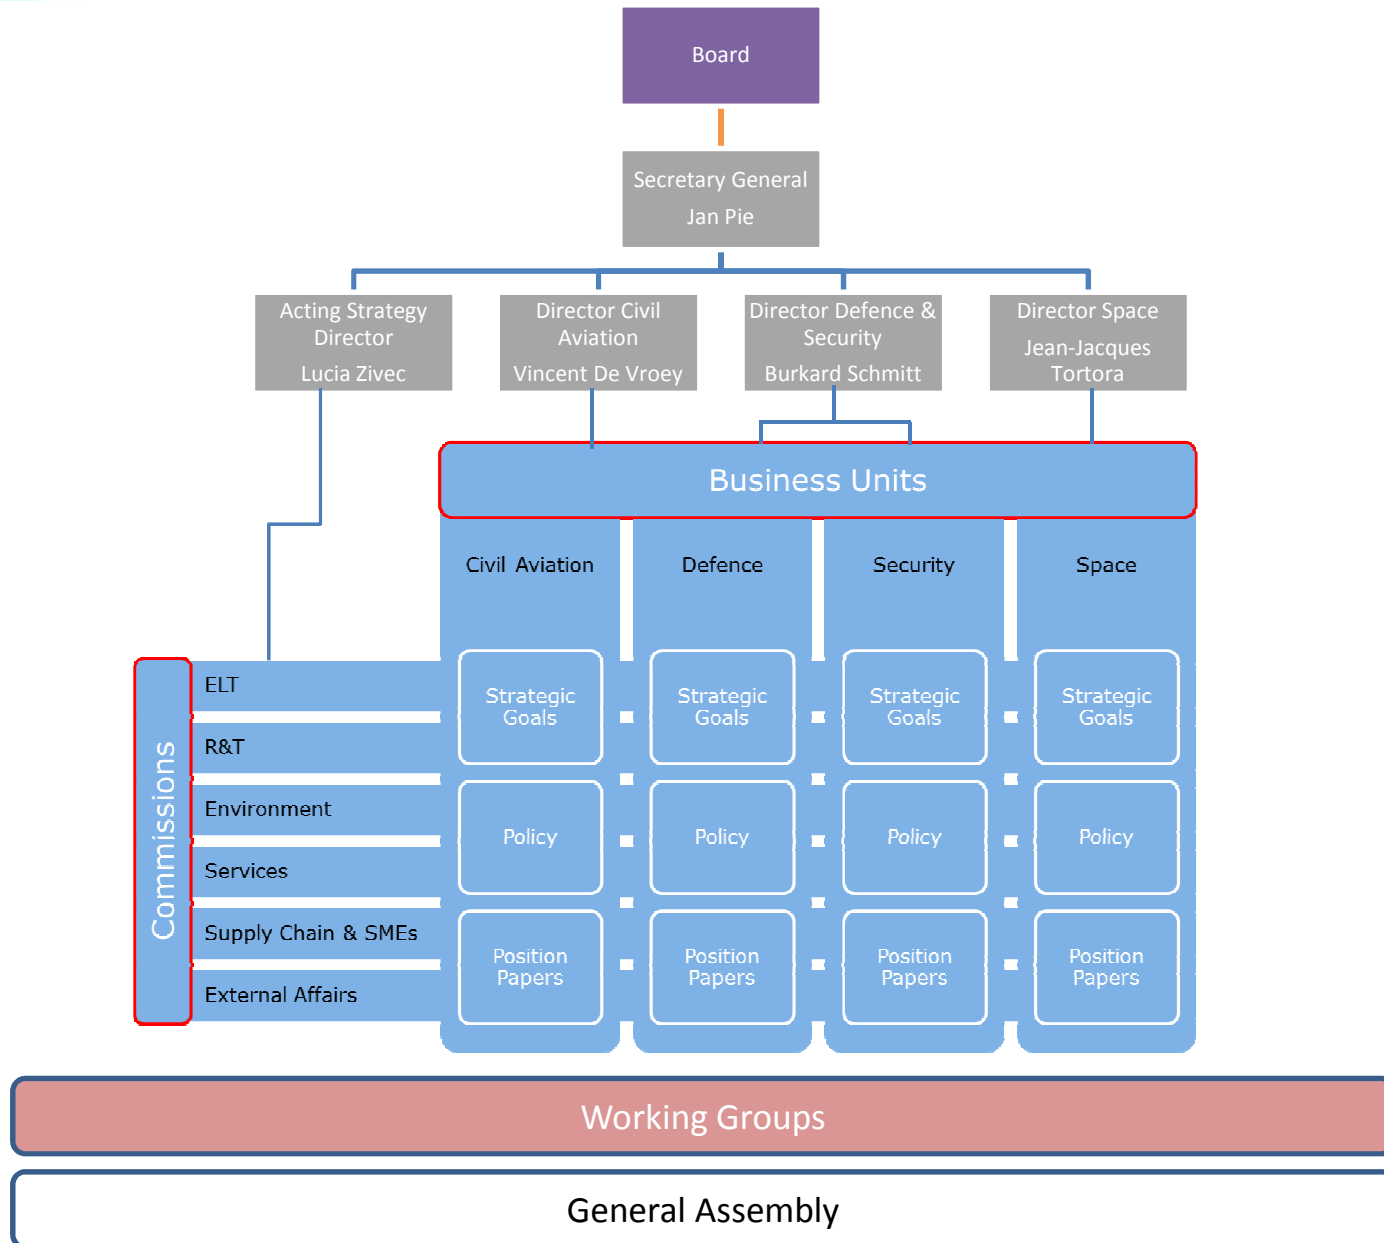 Board
Secretary General
Jan Pie
Acting Strategy
Director
Lucia Zivec
Director Civil
Aviation
Vincent De Vroey
Director Defence &
Security
Burkard Schmitt
Director Space
Jean-Jacques
Tortora
Business Units
Civil Aviation
Defence
Security
Space
Commissions
ELT
R&T
Environment
Services
Supply Chain & SMEs
External Affairs
Strategic
Goals
Strategic
Goals
Strategic
Goals
Strategic
Goals
Policy
Policy
Policy
Policy
Position
Papers
Position
Papers
Position
Papers
Position
Papers
Working Groups
General Assembly